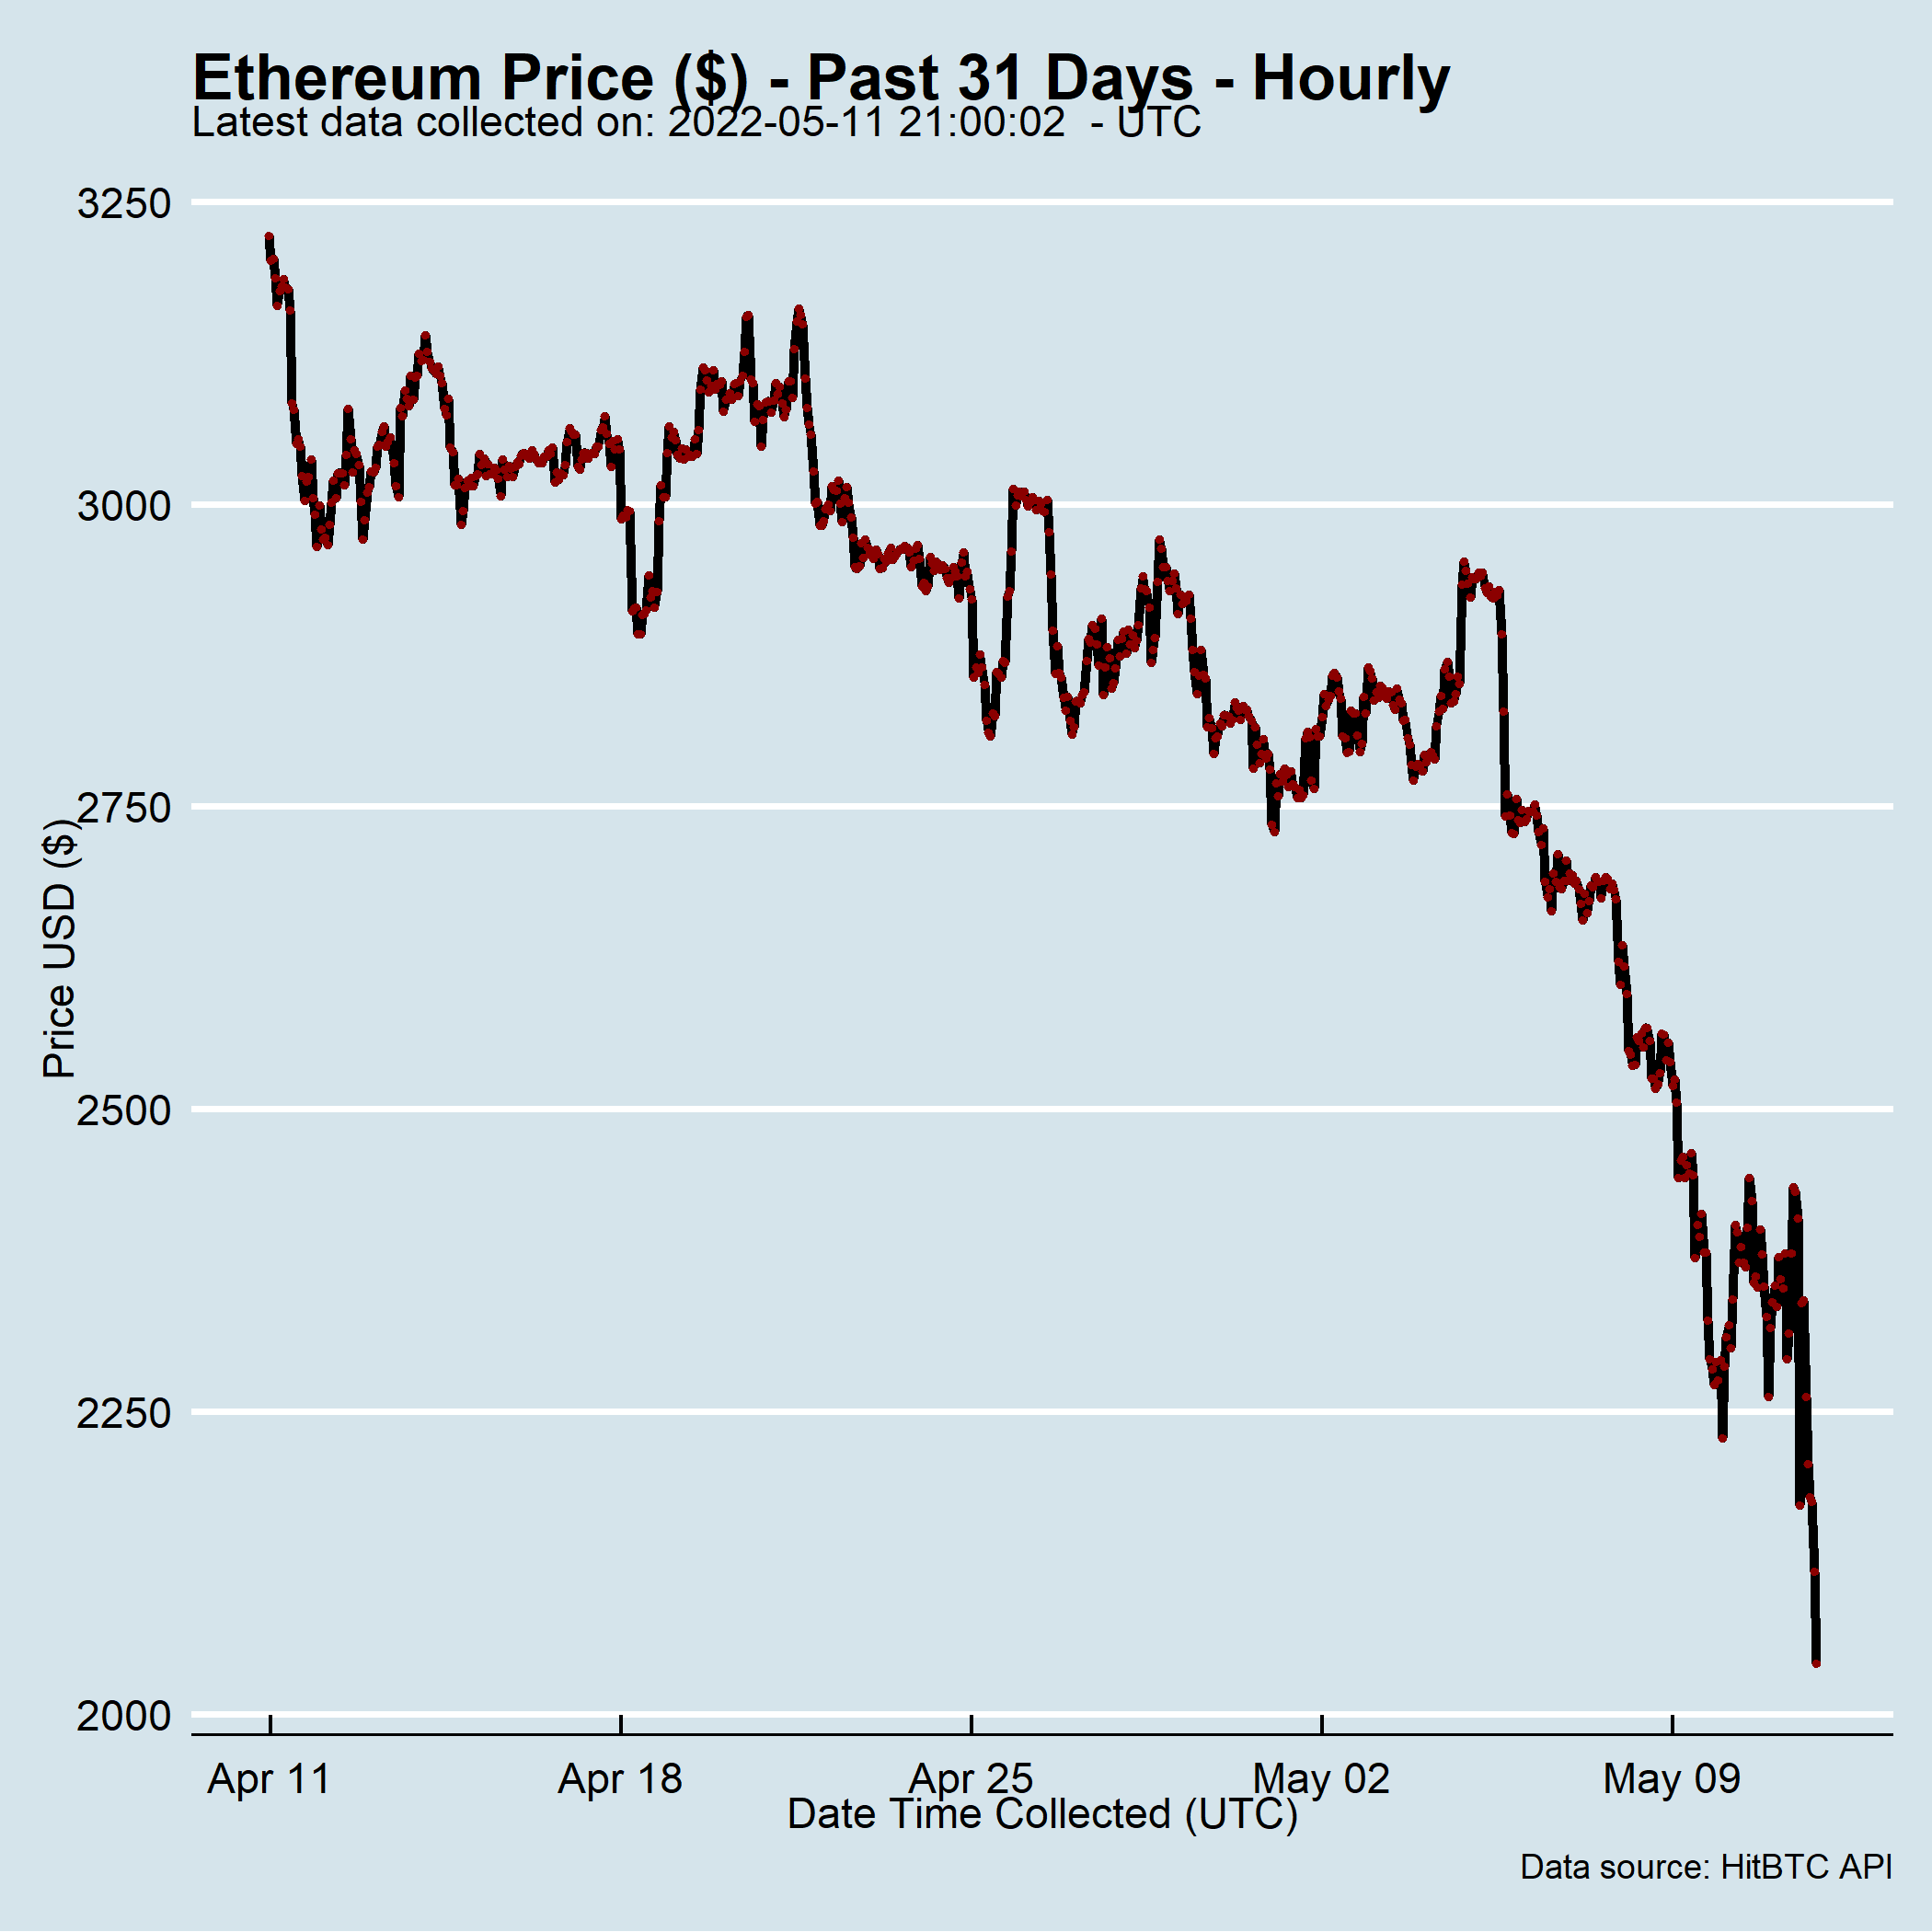 Ethereum Price ($) - Past 31 Days - Hourly
Latest data collected on: 2022-05-11 21:00:02  - UTC
3250
3000
2750
2500
2250
2000
Price USD ($)
Apr 11
Apr 18
Apr 25
May 02
May 09
Date Time Collected (UTC)
Data source: HitBTC API